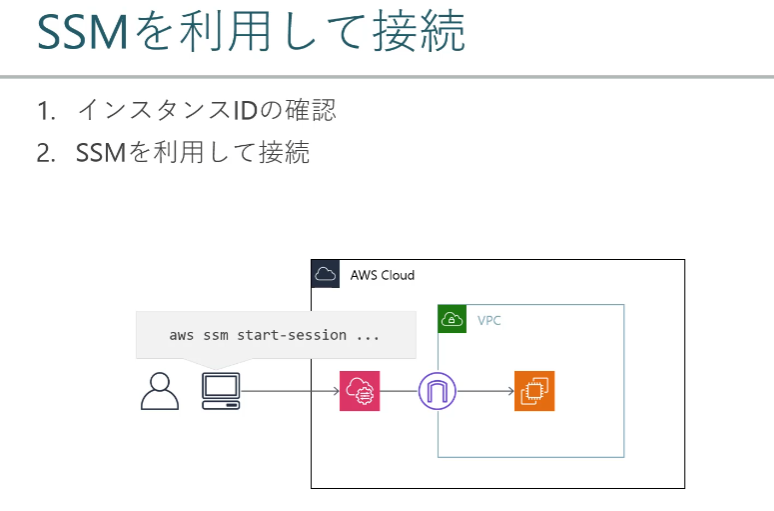 SSMを利用して接続
1. インスタンスIDの確認
2. SSMを利用して接続
AWS Cloud
VPC
aws ssm start-session ...